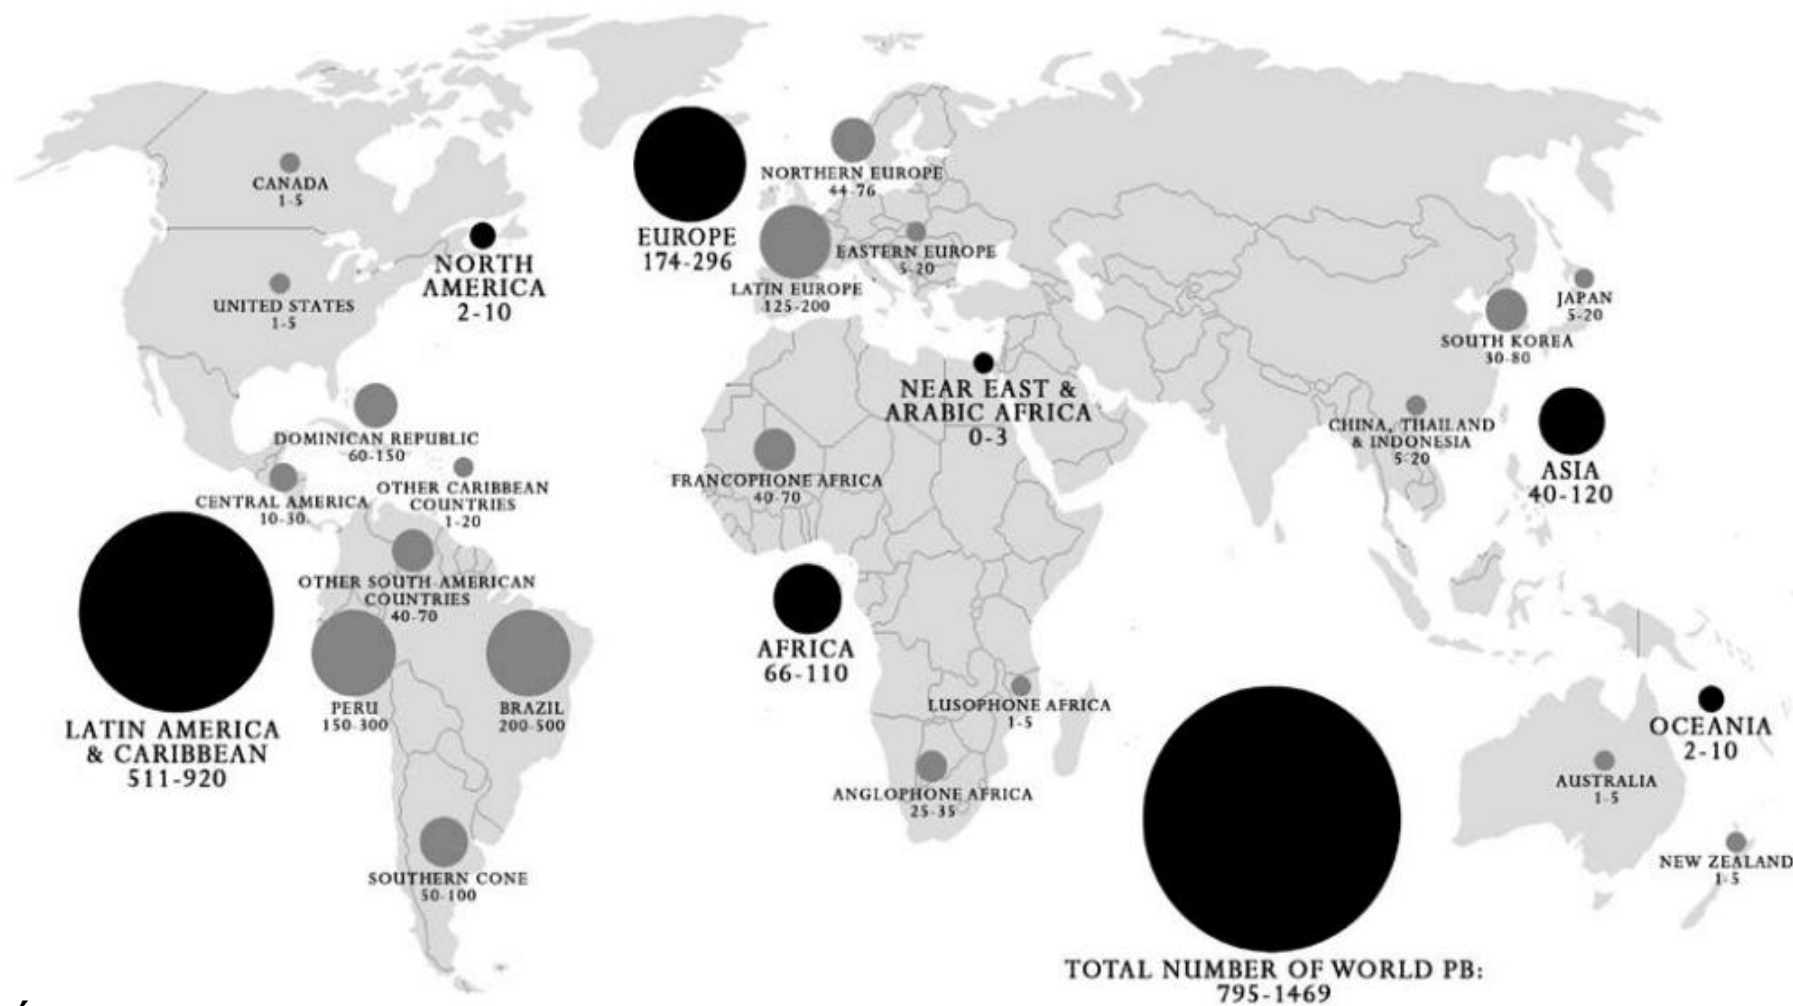 CANADA
1-5
NORTH
AMERICA
2-10
UNITED STATES
1-5
EUROPE
174-296
NORTHERN EUROPE
44-76
EASTERN EUROPE
5-20
LATIN EUROPE
125-200
JAPAN
5-20
SOUTH KOREA
30-80
NEAR EAST &
ARABIC AFRICA
0-3
CHINA, THAILAND
& INDONESIA
5-20
ASIA
40-120
DOMINICAN REPUBLIC
60-150
FRANCOPHONE AFRICA
40-70
CENTRAL AMERICA
10-30
OTHER CARIBBEAN
COUNTRIES
1-20
OTHER SOUTH AMERICAN
COUNTRIES
40-70
LATIN AMERICA
& CARIBBEAN
511-920
PERU
150-300
BRAZIL
200-500
AFRICA
66-110
LUSOPHONE AFRICA
1-5
OCEANIA
2-10
ANGLOPHONE AFRICA
25-35
AUSTRALIA
1-5
SOUTHERN CONE
50-100
NEW ZEALAND
1-5
TOTAL NUMBER OF WORLD PB:
795-1469